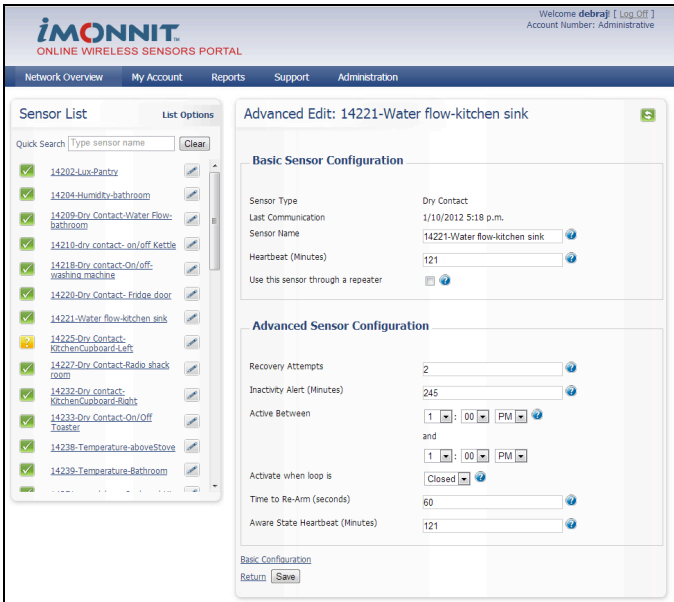 Welcome debraj! [ Log Off ]
Account Number: Administrative
iMONNIT™
ONLINE WIRELESS SENSORS PORTAL
Network Overview My Account Reports Support Administration
Sensor List List Options
Quick Search Type sensor name Clear
14202-Lux-Pantry
14204-Humidity-bathroom
14209-Dry Contact-Water Flow-
bathroom
14210-dry contact- on/off Kettle
14218-Dry contact-On/off-
washing machine
14220-Dry Contact- Fridge door
14221-Water flow-kitchen sink
14225-Dry Contact-
KitchenCupboard-Left
14227-Dry Contact-Radio shack
room
14232-Dry contact-
KitchenCupboard-Right
14233-Dry Contact-On/Off
Toaster
14238-Temperature-aboveStove
14239-Temperature-Bathroom
Advanced Edit: 14221-Water flow-kitchen sink
Basic Sensor Configuration
Sensor Type Dry Contact
Last Communication 1/10/2012 5:18 p.m.
Sensor Name 14221-Water flow-kitchen sink
Heartbeat (Minutes) 121
Use this sensor through a repeater
Advanced Sensor Configuration
Recovery Attempts 2
Inactivity Alert (Minutes) 245
Active Between 1 : 00 PM
and
1 : 00 PM
Activate when loop is Closed
Time to Re-Arm (seconds) 60
Aware State Heartbeat (Minutes) 121
Basic Configuration
Return Save